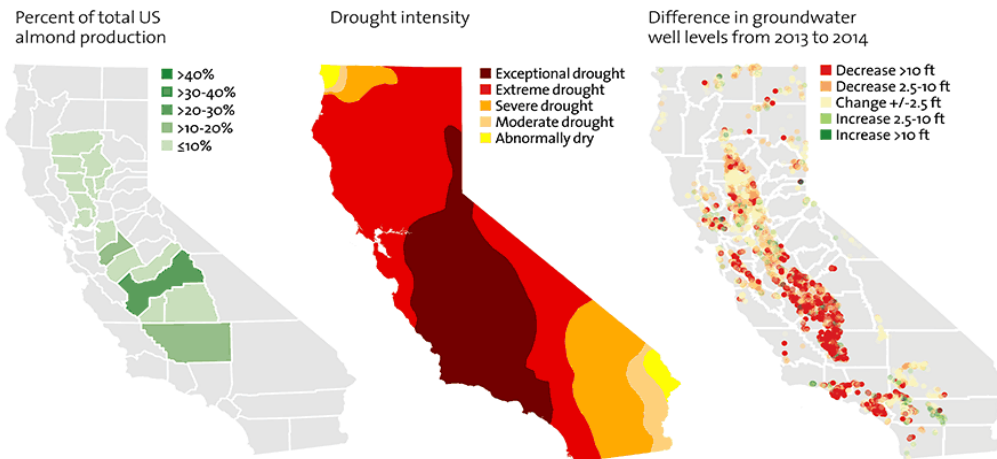 Percent of total US
almond production
>40%
>30-40%
>20-30%
>10-20%
≤10%
Drought intensity
Exceptional drought
Extreme drought
Severe drought
Moderate drought
Abnormally dry
Difference in groundwater
well levels from 2013 to 2014
Decrease >10 ft
Decrease 2.5-10 ft
Change +/-2.5 ft
Increase 2.5-10 ft
Increase >10 ft